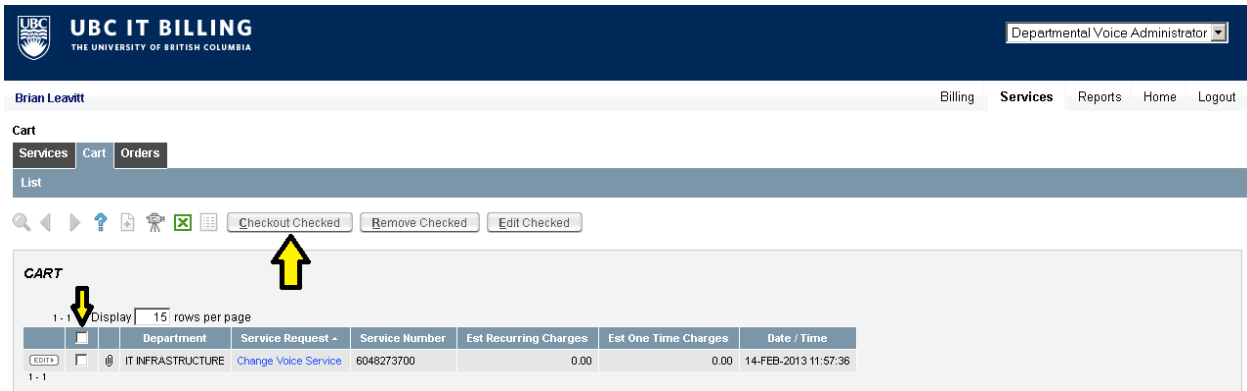 UBC
UBC IT BILLING
THE UNIVERSITY OF BRITISH COLUMBIA
Departmental Voice Administrator
Brian Leavitt
Billing Services Reports Home Logout
Cart
Services Cart Orders
List
Checkout Checked Remove Checked Edit Checked
CART
1 - 1 Display 15 rows per page
Department Service Request Service Number Est Recurring Charges Est One Time Charges Date / Time
EDIT IT INFRASTRUCTURE Change Voice Service 6048273700 0.00 0.00 14-FEB-2013 11:57:36
1 - 1